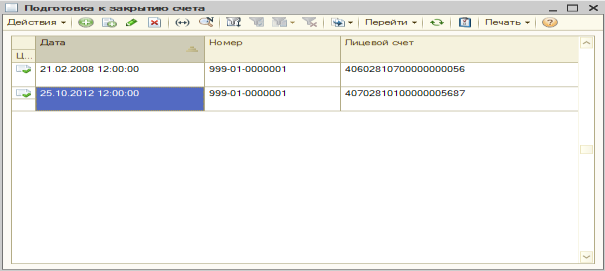 Подготовка к закрытию счета
Действия Перейти Печать ?
Дата Номер Лицевой счет
Ц...
21.02.2008 12:00:00 999-01-0000001 40602810700000000056
25.10.2012 12:00:00 999-01-0000001 40702810100000005687